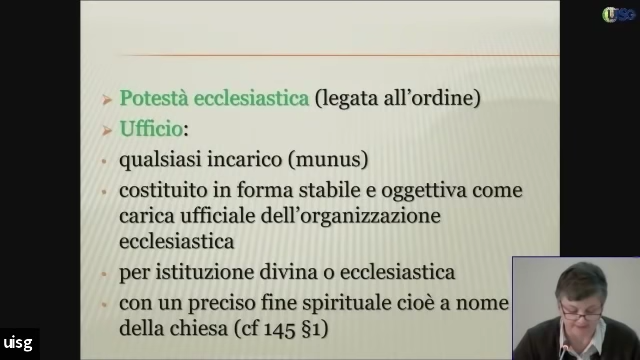 Potestà ecclesiastica (legata all'ordine)
Ufficio:
qualsiasi incarico (munus)
costituito in forma stabile e oggettiva come
carica ufficiale dell'organizzazione
ecclesiastica
per istituzione divina o ecclesiastica
con un preciso fine spirituale cioè a nome
della chiesa (cf 145 §1)
uisg